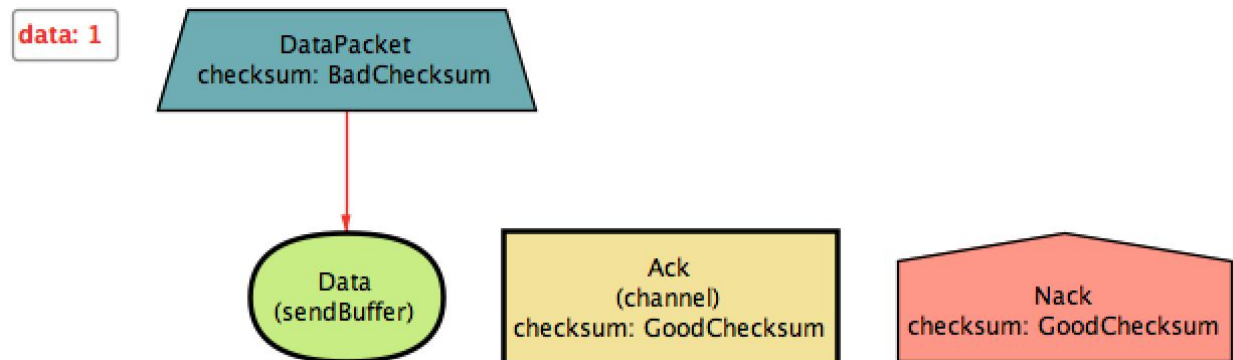 data: 1
DataPacket
checksum: BadChecksum
Data
(sendBuffer)
Ack
(channel)
checksum: GoodChecksum
Nack
checksum: GoodChecksum